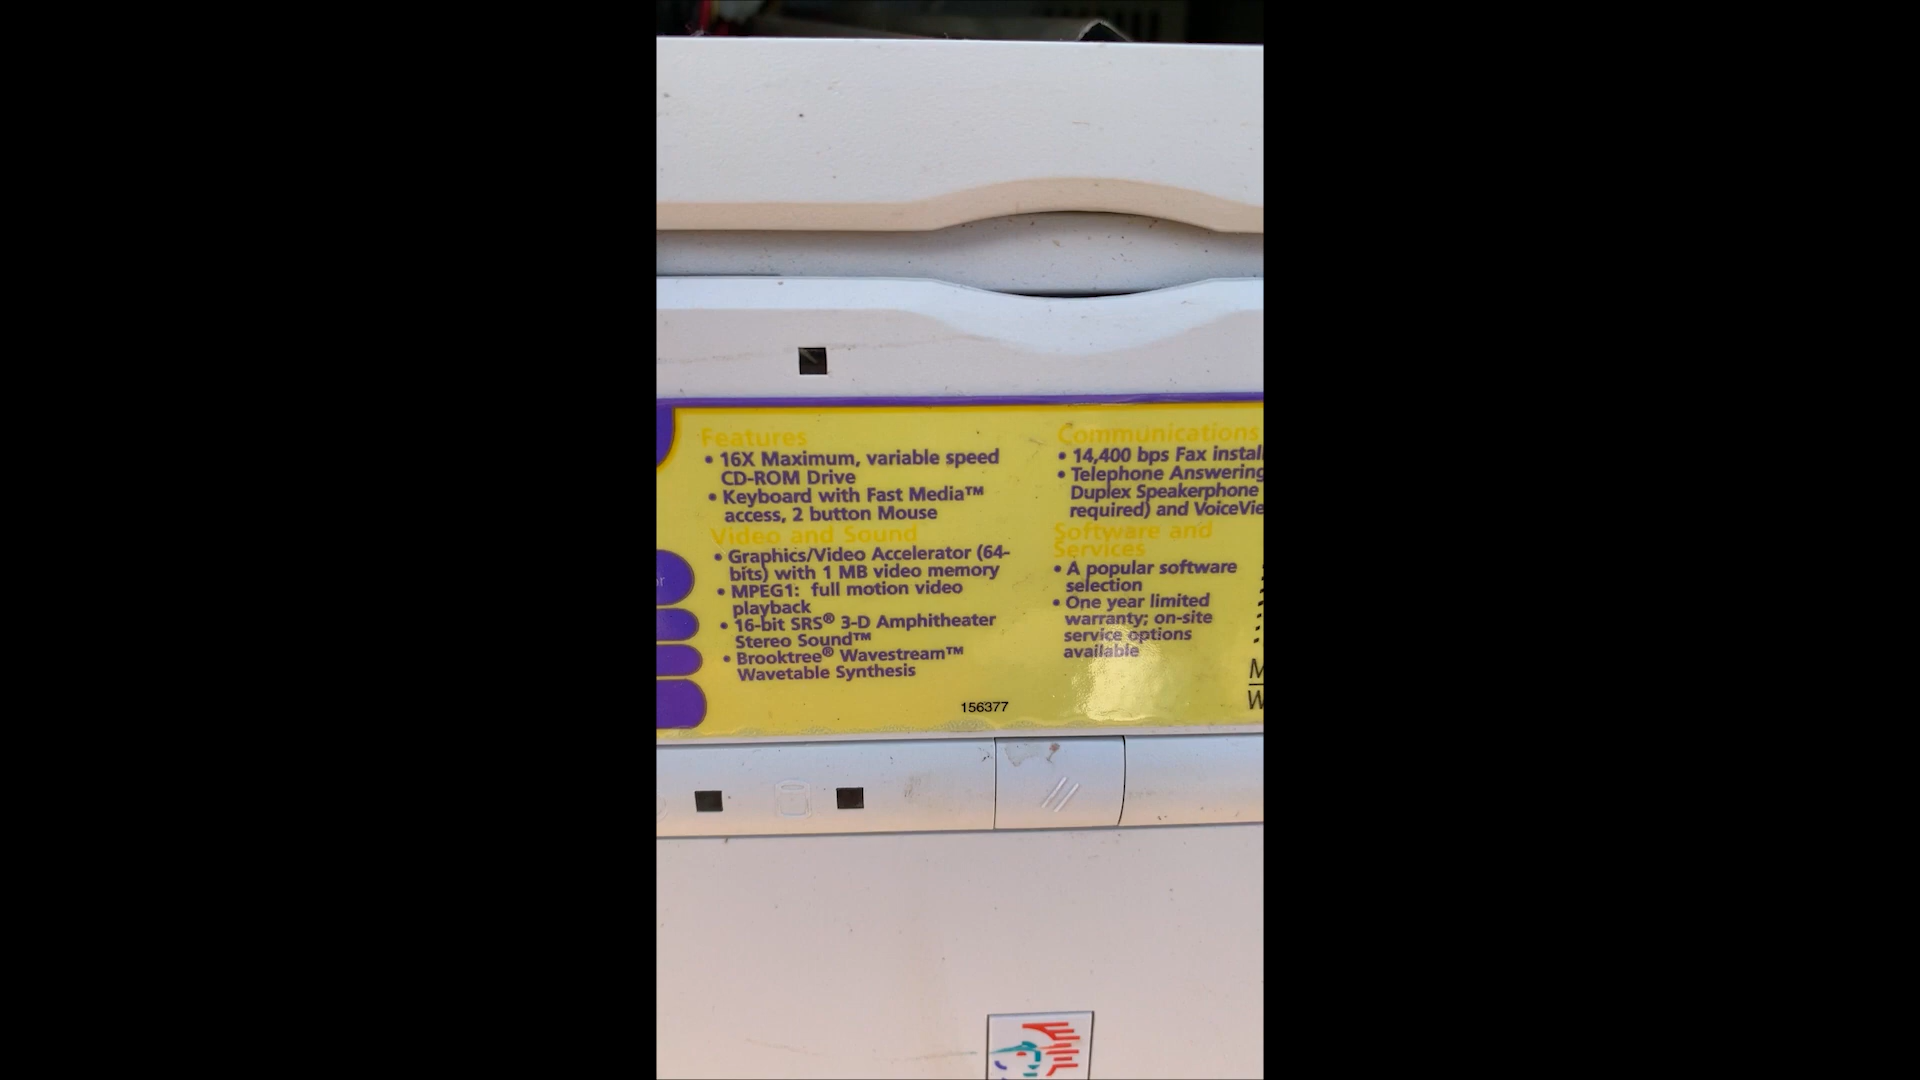 Features
• 16X Maximum, variable speed
CD-ROM Drive
• Keyboard with Fast Media™
access, 2 button Mouse
Video and Sound
• Graphics/Video Accelerator (64-
bits) with 1 MB video memory
• MPEG1: full motion video
playback
• 16-bit SRS® 3-D Amphitheater
Stereo Sound™
• Brooktree® Wavestream™
Wavetable Synthesis
Communications
• 14,400 bps Fax
• Telephone Answering
Duplex Speakerphone
required) and
Software and
Services
• A popular software
selection
• One year limited
warranty; on-site
service options
available
156377